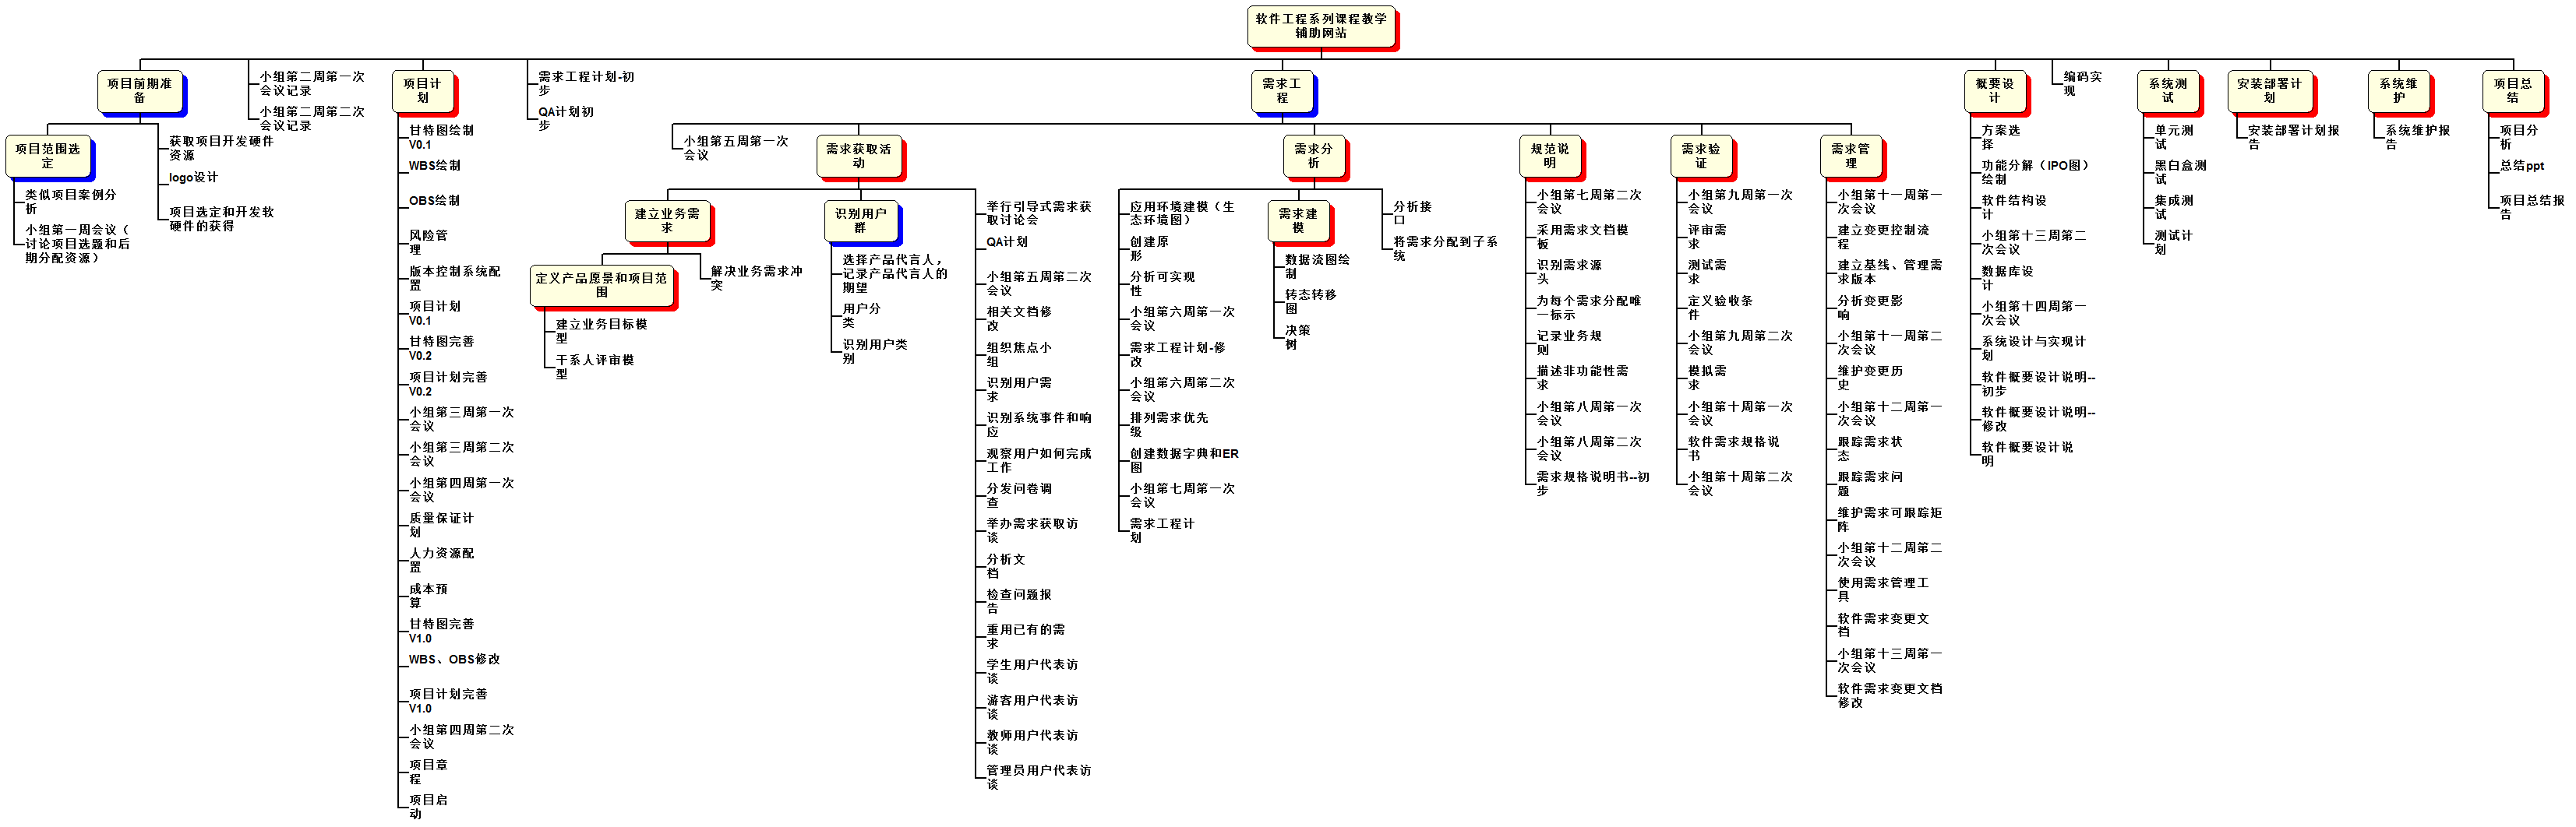 软件工程系列课程教学
辅助网站
项目前期准
备
项目范围选
定
类似项目案例分
析
小组第一周会议（
讨论项目选题和后
期分配资源）
获取项目开发硬件
资源
logo设计
项目选定和开发软
硬件的获得
小组第二周第一次
会议记录
小组第二周第二次
会议记录
项目计
划
甘特图绘制
V0.1
WBS绘制
OBS绘制
风险管
理
版本控制系统配
置
项目计划
V0.1
甘特图完善
V0.2
项目计划完善
V0.2
小组第三周第一次
会议
小组第三周第二次
会议
小组第四周第一次
会议
质量保证计
划
人力资源配
置
成本预
算
甘特图完善
V1.0
WBS、OBS修改
项目计划完善
V1.0
小组第四周第二次
会议
项目章
程
项目启
动
需求工程计划-初
步
QA计划初
步
需求工
程
小组第五周第一次
会议
需求获取活
动
建立业务需
求
定义产品愿景和项目范
围
建立业务目标模
型
干系人评审模
型
解决业务需求冲
突
识别用户
群
选择产品代言人，
记录产品代言人的
期望
用户分
类
识别用户类
别
举行引导式需求获
取讨论会
QA计划
小组第五周第二次
会议
相关文档修
改
组织焦点小
组
识别用户需
求
识别系统事件和响
应
观察用户如何完成
工作
分发问卷调
查
举办需求获取访
谈
分析文
档
检查问题报
告
重用已有的需
求
学生用户代表访
谈
游客用户代表访
谈
教师用户代表访
谈
管理员用户代表访
谈
需求分
析
应用环境建模（生
态环境图）
创建原
形
分析可实现
性
小组第六周第一次
会议
需求工程计划-修
改
小组第六周第二次
会议
排列需求优先
级
创建数据字典和ER
图
小组第七周第一次
会议
需求工程计
划
需求建
模
数据流图绘
制
转态转移
图
决策
树
分析接
口
将需求分配到子系
统
规范说
明
小组第七周第二次
会议
采用需求文档模
板
识别需求源
头
为每个需求分配唯
一标示
记录业务规
则
描述非功能性需
求
小组第八周第一次
会议
小组第八周第二次
会议
需求规格说明书--初
步
需求验
证
小组第九周第一次
会议
评审需
求
测试需
求
定义验收条
件
小组第九周第二次
会议
模拟需
求
小组第十周第一次
会议
软件需求规格说
书
小组第十周第二次
会议
需求管
理
小组第十一周第一
次会议
建立变更控制流
程
建立基线、管理需
求版本
分析变更影
响
小组第十一周第二
次会议
维护变更历
史
小组第十二周第一
次会议
跟踪需求状
态
跟踪需求问
题
维护需求可跟踪矩
阵
小组第十二周第二
次会议
使用需求管理工
具
软件需求变更文
档
小组第十三周第一
次会议
软件需求变更文档
修改
概要设
计
方案选
择
功能分解（IPO图）
绘制
软件结构设
计
小组第十三周第二
次会议
数据库设
计
小组第十四周第一
次会议
系统设计与实现计
划
软件概要设计说明--
初步
软件概要设计说明--
修改
软件概要设计说
明
编码实
现
系统测
试
单元测
试
黑白盒测
试
集成测
试
测试计
划
安装部署计
划
安装部署计划报
告
系统维
护
系统维护报
告
项目总
结
项目分
析
总结ppt
项目总结报
告